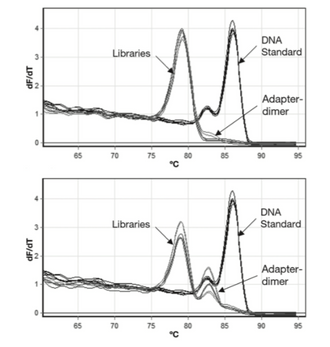 4
DNA
Standard
Libraries
3
dF/dT
2
Adapter-
dimer
1
0
65 70 75 80 85 90 95
°C
4
DNA
Standard
Libraries
3
dF/dT
2
Adapter-
dimer
1
0
65 70 75 80 85 90 95
°C